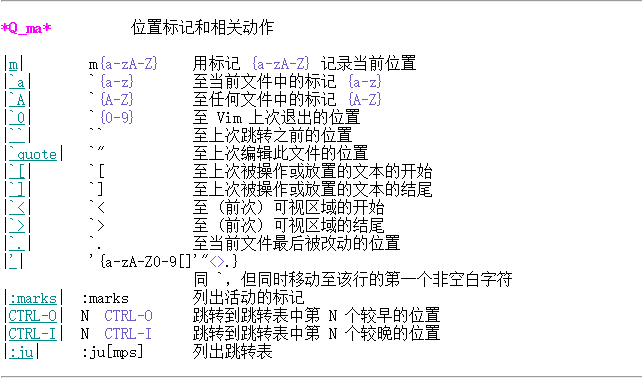 *Q_ma* 位置标记和相关动作
|m| m{a-zA-Z} 用标记 {a-zA-Z} 记录当前位置
|`a| `{a-z} 至当前文件中的标记 {a-z}
|`A| `{A-Z} 至任何文件中的标记 {A-Z}
|`0| `{0-9} 至 Vim 上次退出的位置
|``| `` 至上次跳转之前的位置
|`quote| `" 至上次编辑此文件的位置
|`[| `[ 至上次被操作或放置的文本的开始
|`]| `] 至上次被操作或放置的文本的结尾
|`<| `< 至 (前次) 可视区域的开始
|`>| `> 至 (前次) 可视区域的结尾
|`.| `. 至当前文件最后被改动的位置
|'| '{a-zA-Z0-9[]'"<>.}
同 `, 但同时移动至该行的第一个非空白字符
|:marks| :marks 列出活动的标记
|CTRL-O| N CTRL-O 跳转到跳转表中第 N 个较早的位置
|CTRL-I| N CTRL-I 跳转到跳转表中第 N 个较晚的位置
|:ju| :ju[mps] 列出跳转表